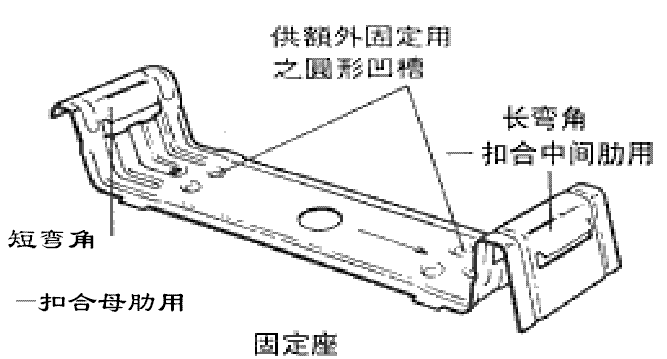 供額外固定用
之圓形凹槽
长弯角
一扣合中间肋用
短弯角
一扣合母肋用
固定座